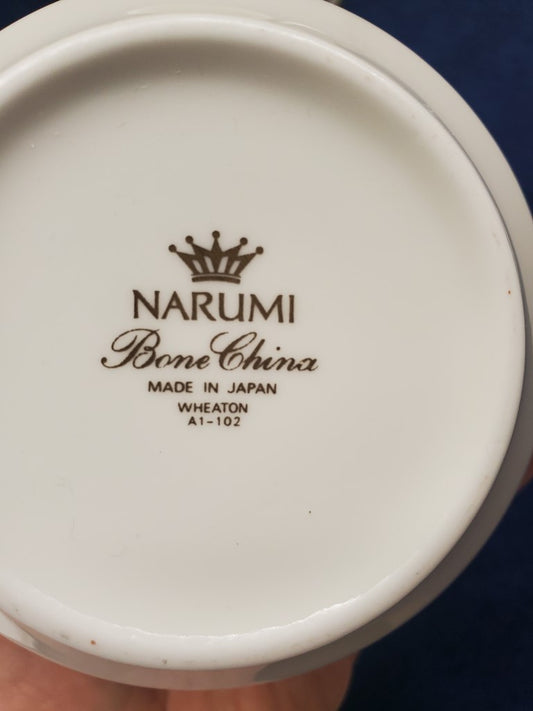 NARUMI
Bone China
MADE IN JAPAN
WHEATON
A1-102